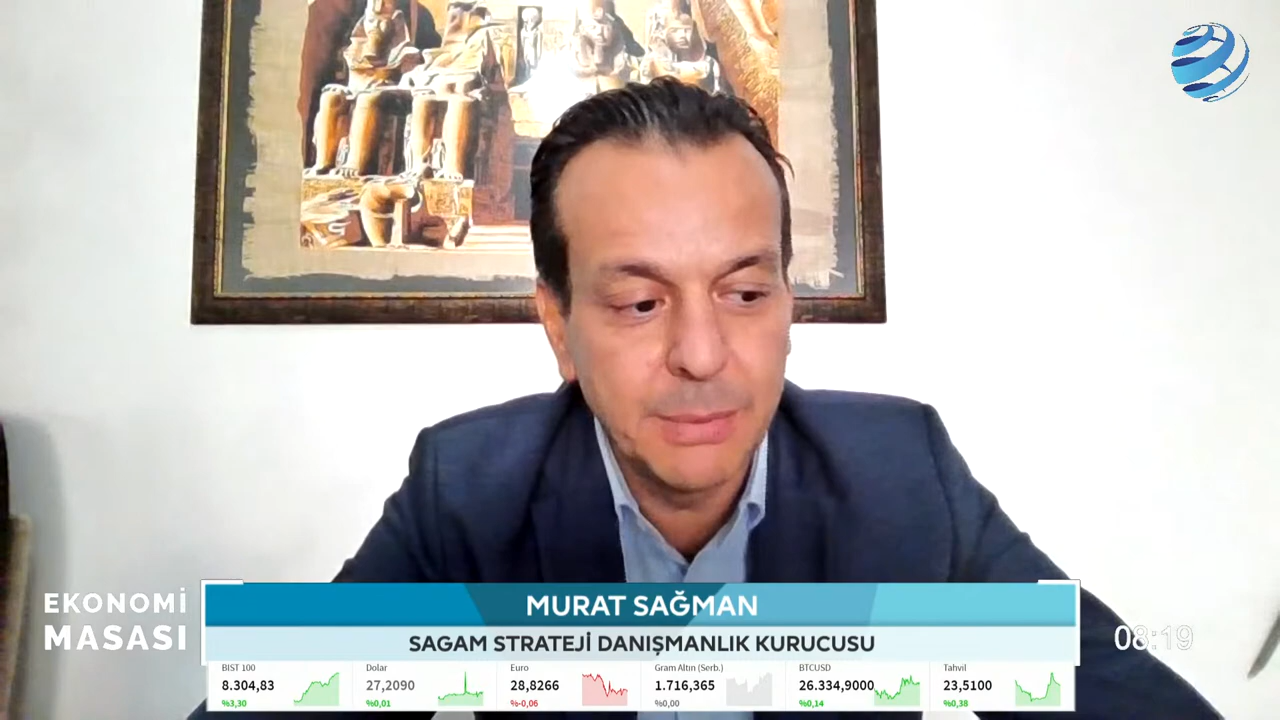 EKONOMİ
MASASI
MURAT SAĞMAN
SAGAM STRATEJİ DANIŞMANLIK KURUCUSU
08:19
BIST 100
8.304,83
%3,30
Dolar
27,2090
%0,01
Euro
28,8266
%-0,06
Gram Altın (Serb.)
1.716,365
%0,00
BTCUSD
26.334,9000
%0,14
Tahvil
23,5100
%0,38